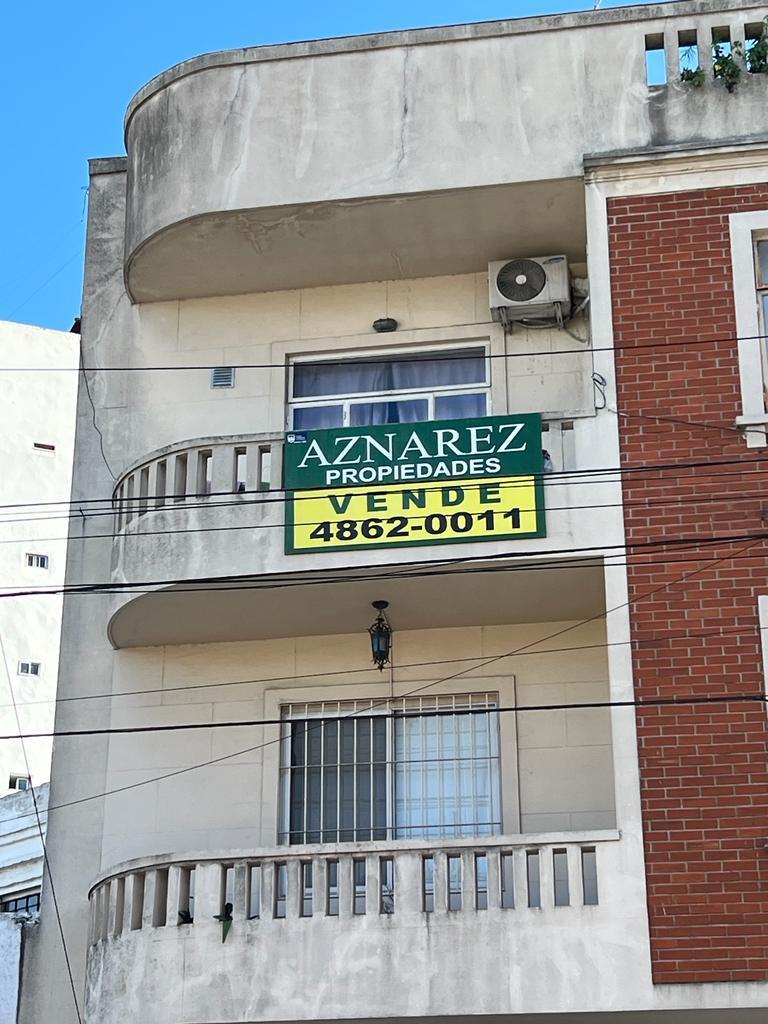 AZNAREZ
PROPIEDADES
VENDE
4862-0011